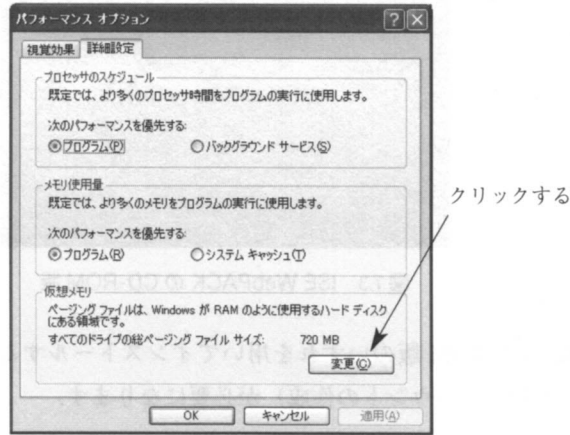 パフォーマンス オプション
視覚効果 詳細設定
プロセッサのスケジュール
既定では、より多くのプロセッサ時間をプログラムの実行に使用します。
次のパフォーマンスを優先する:
プログラム(P) バックグラウンド サービス(S)
メモリ使用量
既定では、より多くのメモリをプログラムの実行に使用します。
次のパフォーマンスを優先する:
プログラム(R) システム キャッシュ(T)
クリックする
仮想メモリ
ページング ファイルは、Windows が RAM のように使用するハード ディスク
にある領域です。
すべてのドライブの総ページング ファイル サイズ: 720 MB
変更(C)
OK キャンセル 適用(A)